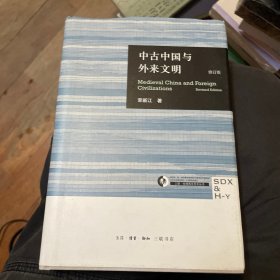 中古中国与
外来文明 修订版
Medieval China and Foreign
Civilizations Revised Edition
荣新江 著
SDX
&
H-Y
生活·读书·新知 三联书店